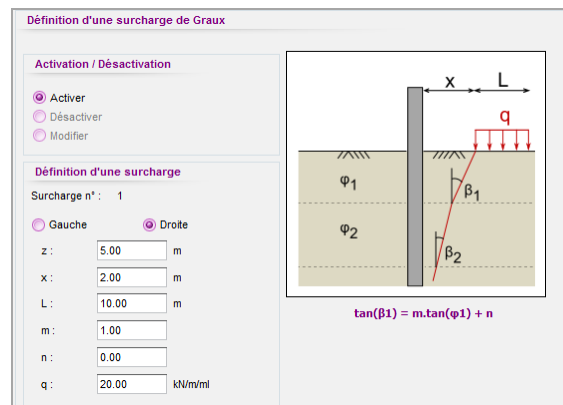 Définition d'une surcharge de Graux
Activation / Désactivation
Activer
Désactiver
Modifier
Définition d'une surcharge
Surcharge n° : 1
Gauche Droite
z : 5.00 m
x : 2.00 m
L : 10.00 m
m : 1.00
n : 0.00
q : 20.00 kN/m/ml
x L
q
φ1
β1
φ2
β2
tan(β1) = m.tan(φ1) + n